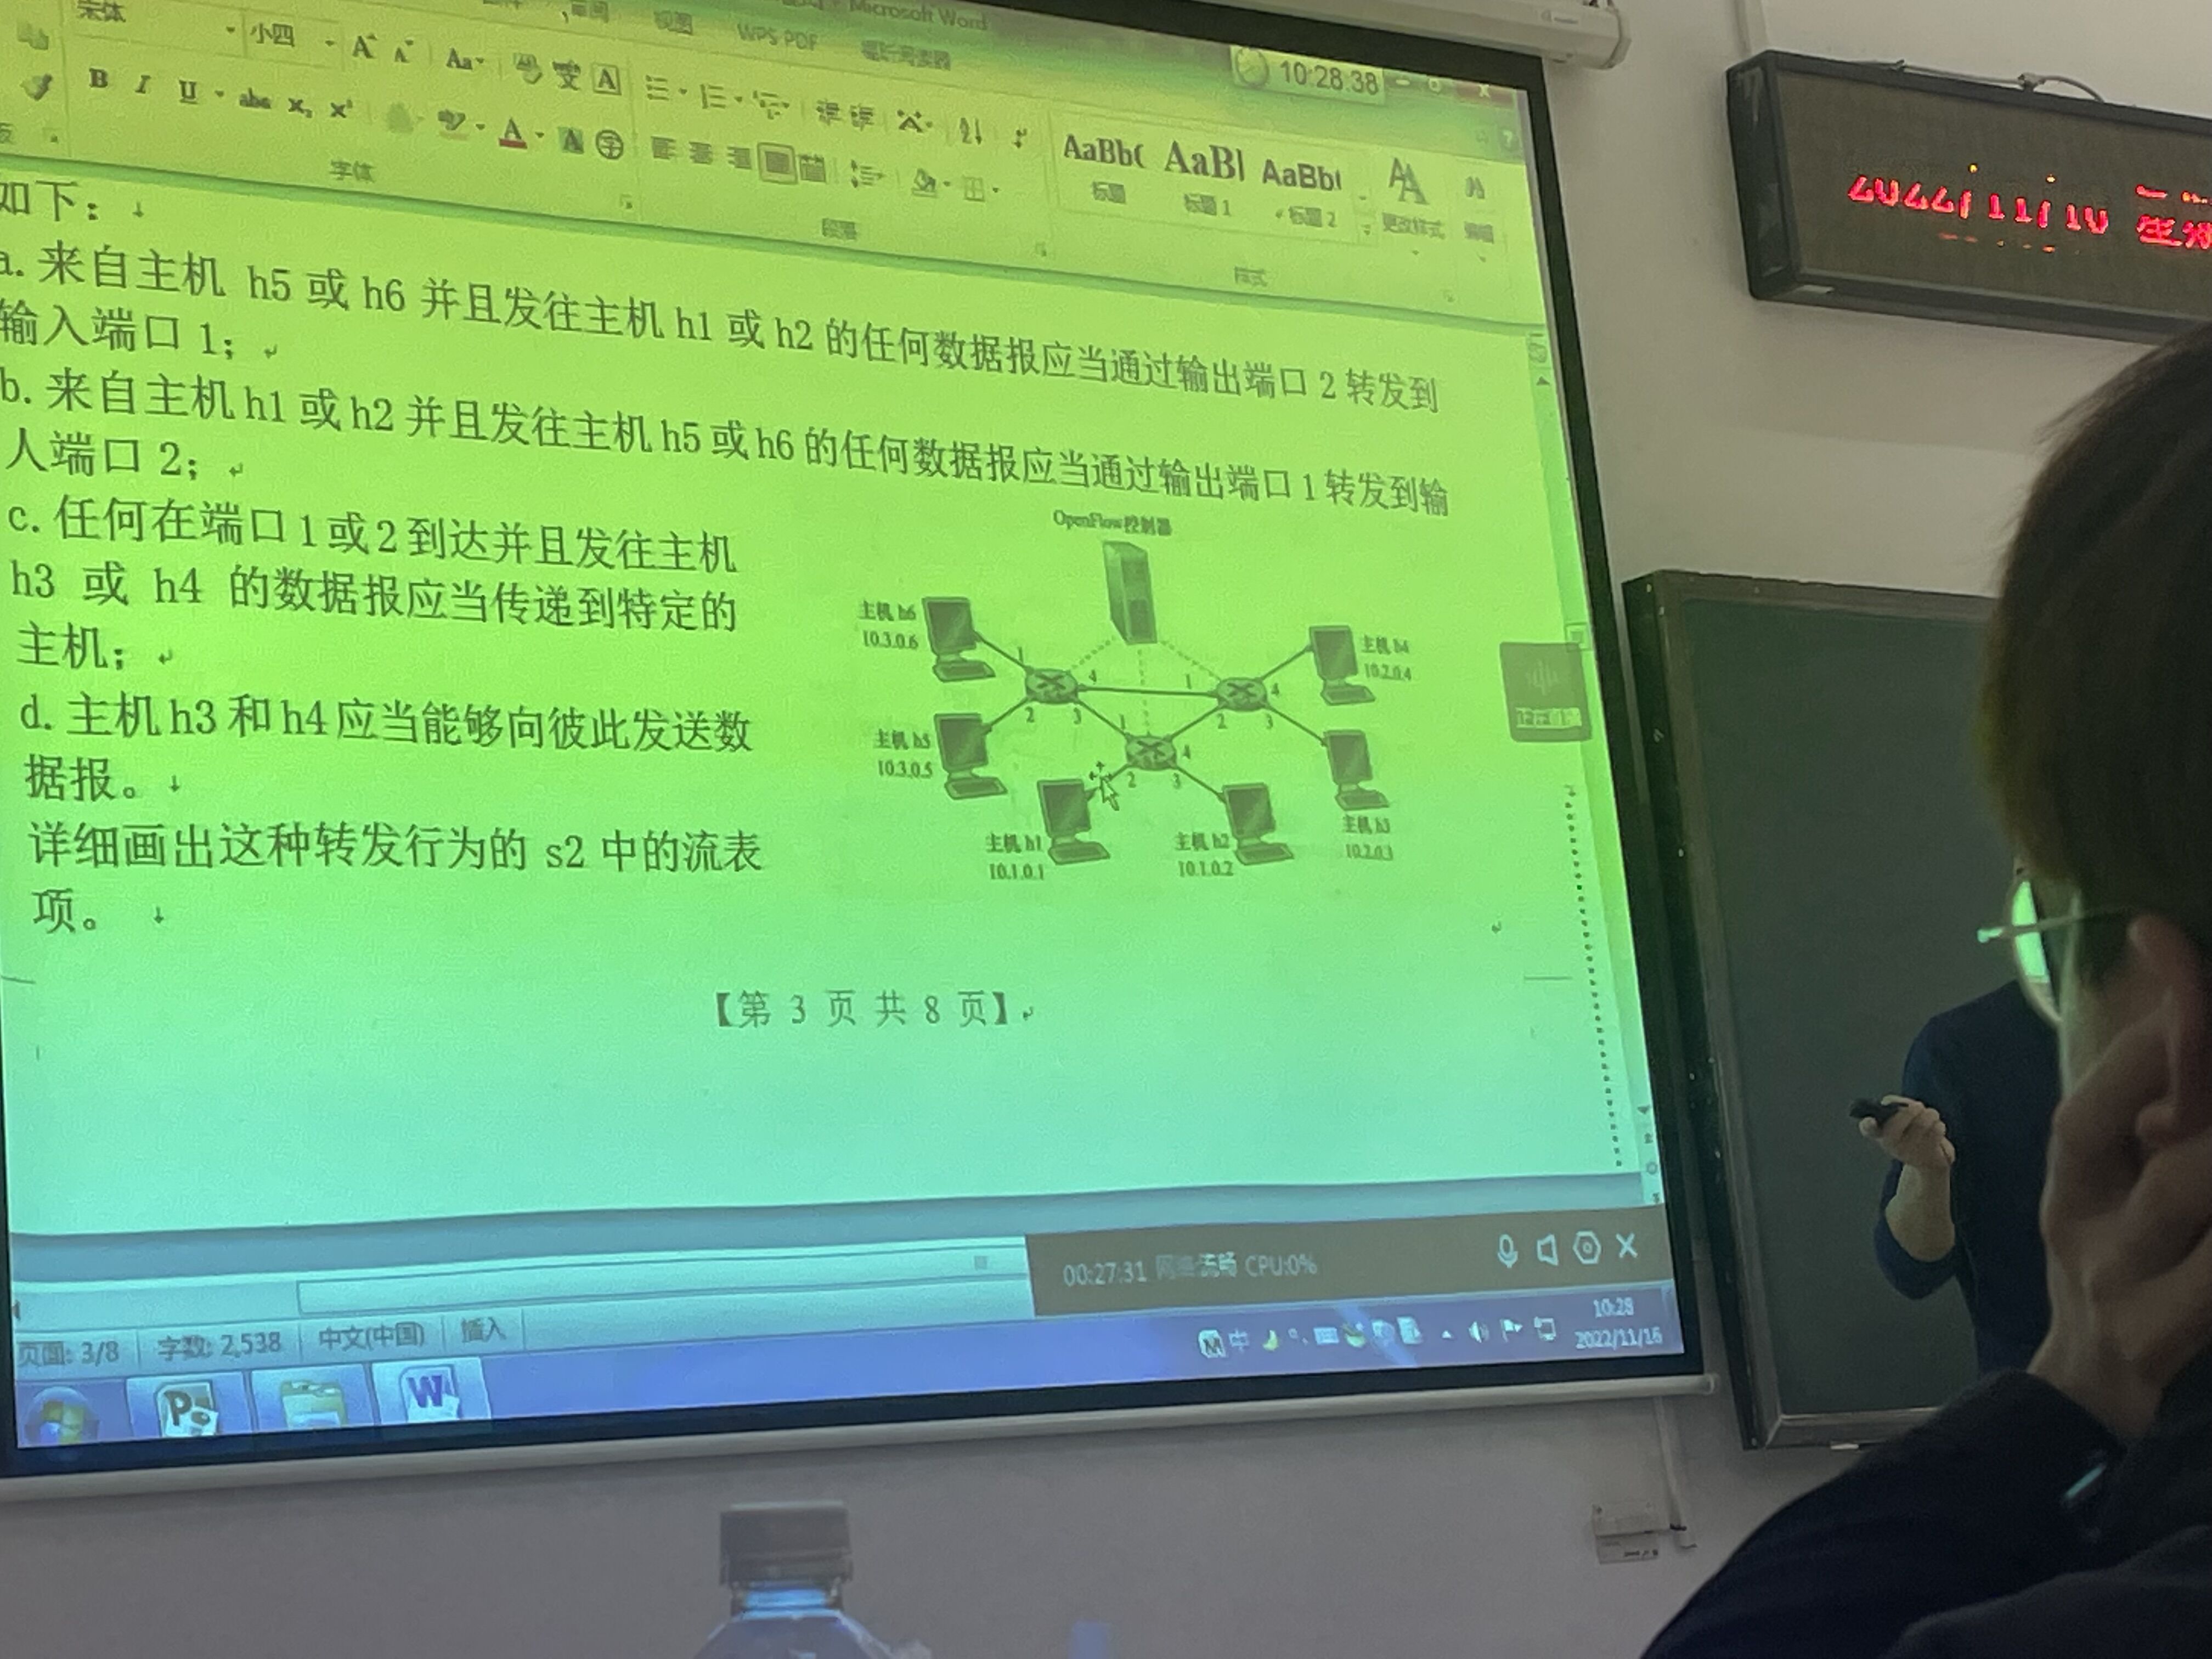 宋体
小四
审阅
视图
WPS PDF
Microsoft Word
10:28:38
Aa
A
B I U abc x₂ x²
字体
段落
AaBb( AaBl AaBb(
标题
标题 1
标题 2
更改样式
编辑
样式
如下：
a. 来自主机 h5 或 h6 并且发往主机 h1 或 h2 的任何数据报应当通过输出端口 2 转发到
输入端口 1；
b. 来自主机 h1 或 h2 并且发往主机 h5 或 h6 的任何数据报应当通过输出端口 1 转发到输
人端口 2；
c. 任何在端口 1 或 2 到达并且发往主机
h3 或 h4 的数据报应当传递到特定的
主机；
d. 主机 h3 和 h4 应当能够向彼此发送数
据报。
详细画出这种转发行为的 s2 中的流表
项。
OpenFlow控制器
主机 h6
10.3.0.6
主机 h4
10.2.0.4
主机 h5
10.3.0.5
主机 h3
10.2.0.3
主机 h1
10.1.0.1
主机 h2
10.1.0.2
1
4
2
3
1
4
2
3
1
4
2
3
【第 3 页 共 8 页】
00:27:31
流畅 CPU:0%
页面: 3/8
字数: 2,538
中文(中国)
插入
中
10:28
2022/11/16